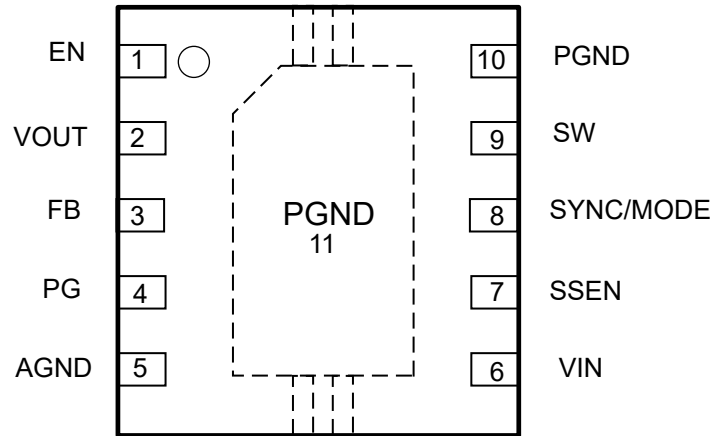 EN 1 10 PGND
VOUT 2 9 SW
FB 3 PGND 8 SYNC/MODE
11
PG 4 7 SSEN
AGND 5 6 VIN